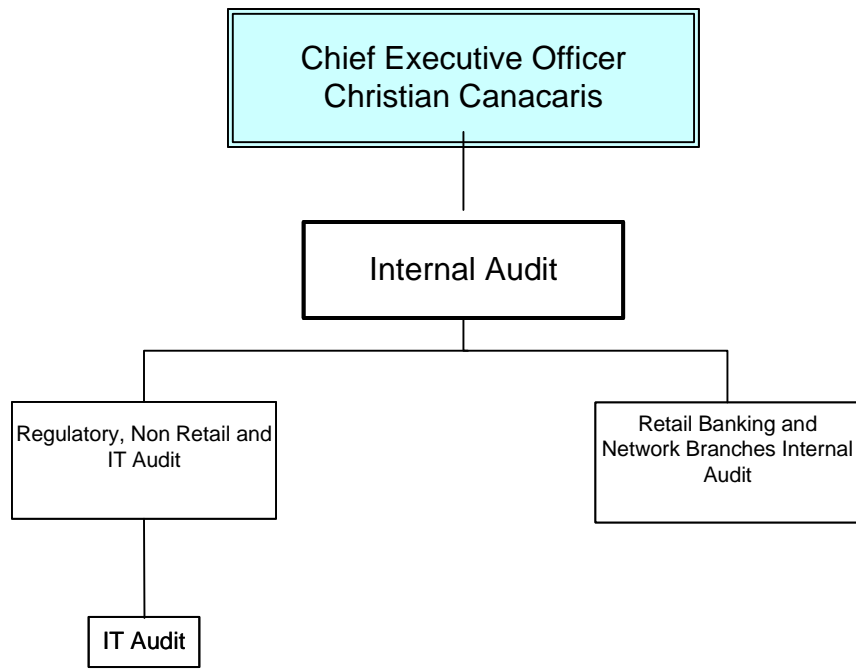 Chief Executive Officer
Christian Canacaris
Internal Audit
Regulatory, Non Retail and
IT Audit
Retail Banking and
Network Branches Internal
Audit
IT Audit